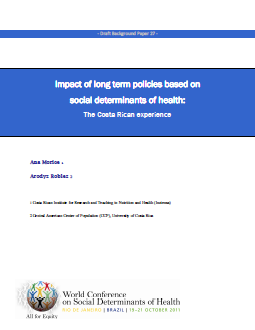 - Draft Background Paper 27 -
Impact of long term policies based on
social determinants of health:
The Costa Rican experience
Ana Morice 1
Arodys Robles 2
1 Costa Rican Institute for Research and Teaching in Nutrition and Health (Inciensa)
2 Central American Center of Population (CCP), University of Costa Rica
World Conference
on Social Determinants of Health
RIO DE JANEIRO | BRAZIL | 19-21 OCTOBER 2011
All for Equity